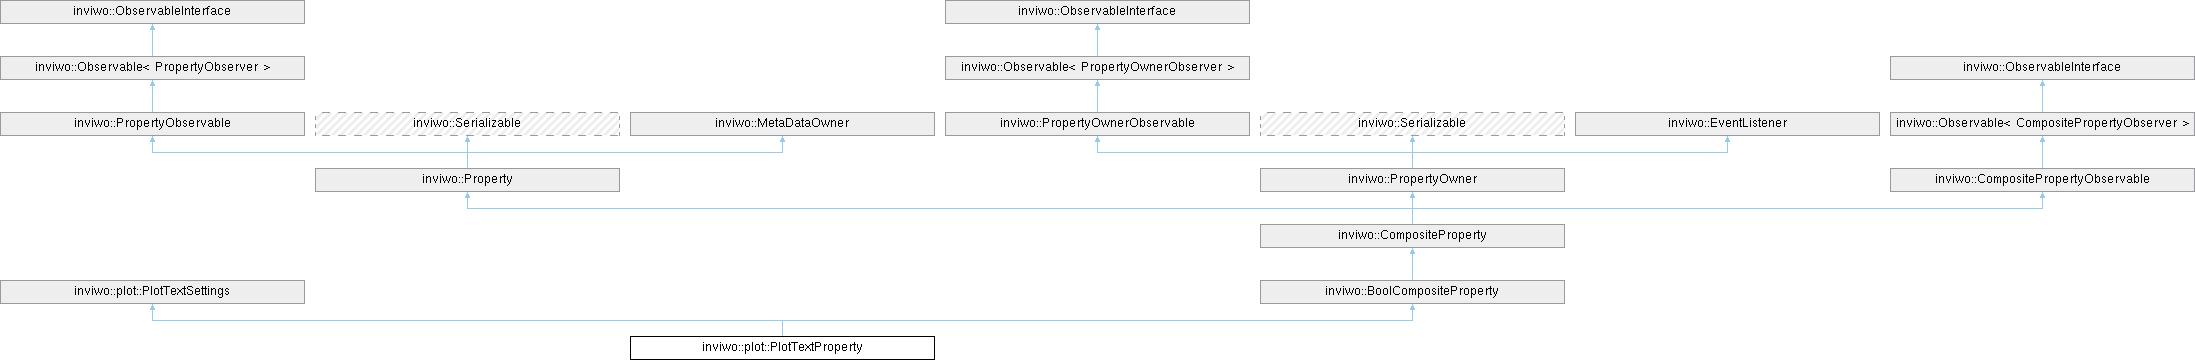 inviwo::ObservableInterface
inviwo::ObservableInterface
inviwo::Observable< PropertyObserver >
inviwo::Observable< PropertyOwnerObserver >
inviwo::ObservableInterface
inviwo::PropertyObservable
inviwo::Serializable
inviwo::MetaDataOwner
inviwo::PropertyOwnerObservable
inviwo::Serializable
inviwo::EventListener
inviwo::Observable< CompositePropertyObserver >
inviwo::Property
inviwo::PropertyOwner
inviwo::CompositePropertyObservable
inviwo::CompositeProperty
inviwo::plot::PlotTextSettings
inviwo::BoolCompositeProperty
inviwo::plot::PlotTextProperty